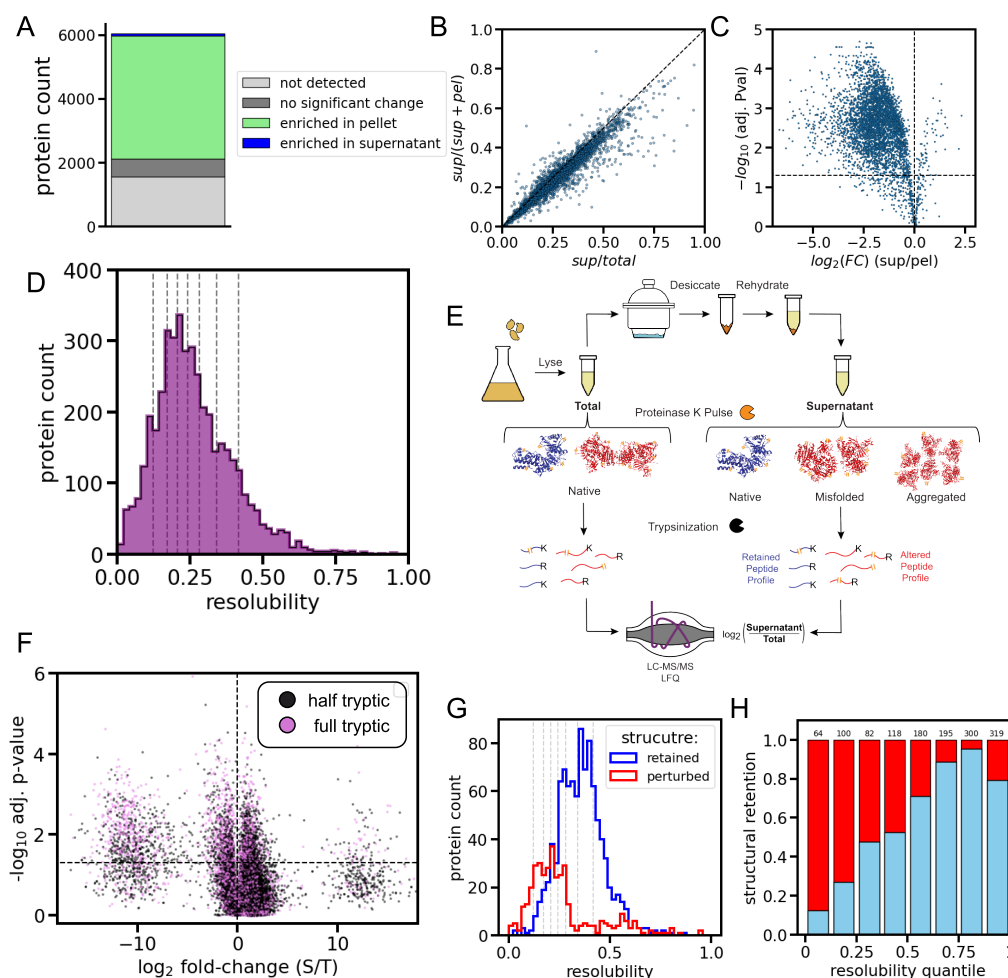 A
6000
4000
2000
0
protein count
not detected
no significant change
enriched in pellet
enriched in supernatant
B
1.0
0.8
0.6
0.4
0.2
0.0
sup/(sup + pel)
0.00 0.25 0.50 0.75 1.00
sup/total
C
5
4
3
2
1
0
−log10 (adj. Pval)
−5.0 −2.5 0.0 2.5
log2(FC) (sup/pel)
D
400
300
200
100
0
protein count
0.00 0.25 0.50 0.75 1.00
resolubility
E
Desiccate Rehydrate
Lyse
Total
Supernatant
Proteinase K Pulse
Native
Native Misfolded Aggregated
Trypsinization
K
R
R
K
Retained
Peptide
Profile
K
R
R
K
Altered
Peptide
Profile
LC-MS/MS
LFQ
log2(Supernatant/Total)
F
6
4
2
0
-log10 adj. p-value
half tryptic
full tryptic
−10 0 10
log2 fold-change (S/T)
G
80
60
40
20
0
protein count
strucutre:
retained
perturbed
0.0 0.5 1.0
resolubility
H
64 100 82 118 180 195 300 319
1.0
0.8
0.6
0.4
0.2
0.0
structural retention
0.25 0.5 0.75 1
resolubility quantile